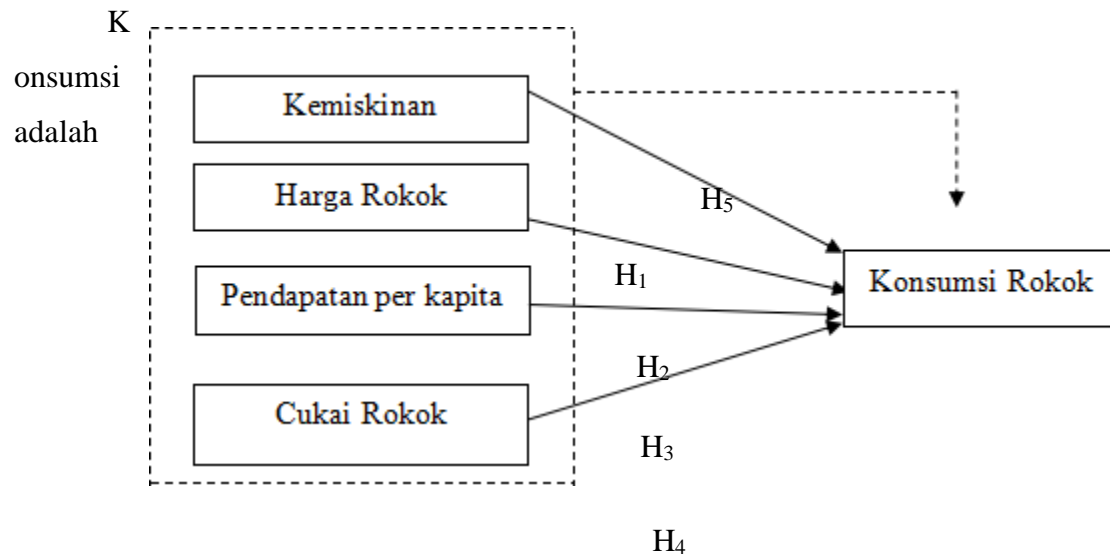 K
onsumsi
adalah
Kemiskinan
Harga Rokok
Pendapatan per kapita
Cukai Rokok
H₅
H₁
H₂
H₃
H₄
Konsumsi Rokok